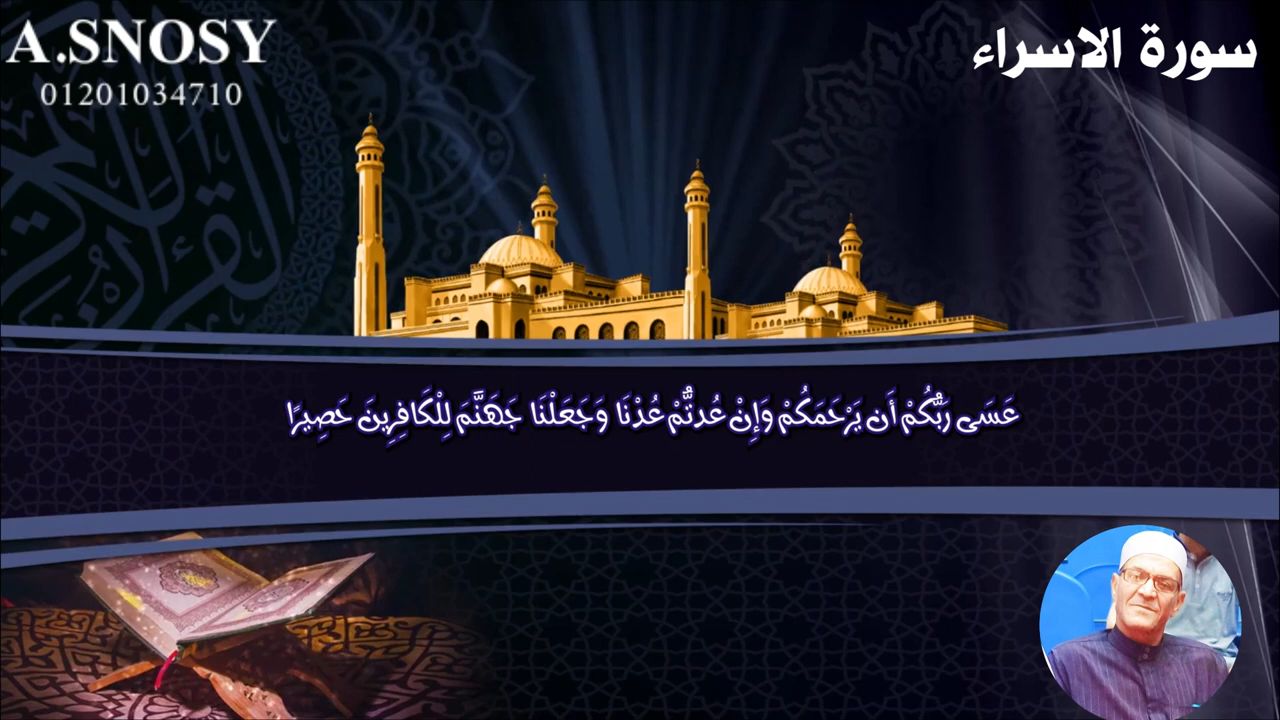 A.SNOSY
01201034710
سورة الاسراء
عَسَى رَبُّكُمْ أَن يَرْحَمَكُمْ وَإِنْ عُدتُّمْ عُدْنَا وَجَعَلْنَا جَهَنَّمَ لِلْكَافِرِينَ حَصِيرًا